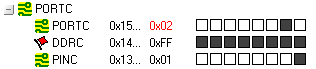 PORTC
PORTC 0x15... 0x02
DDRC 0x14... 0xFF
PINC 0x13... 0x01